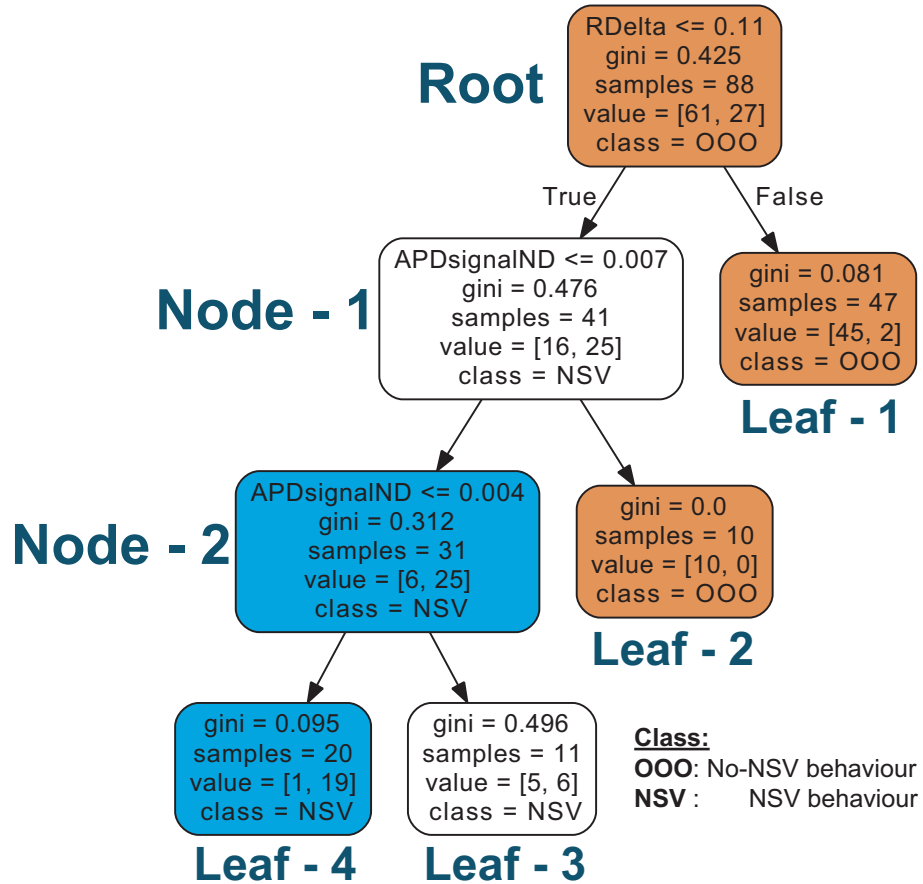 Root
RDelta <= 0.11
gini = 0.425
samples = 88
value = [61, 27]
class = OOO
True
False
Node - 1
APDsignalND <= 0.007
gini = 0.476
samples = 41
value = [16, 25]
class = NSV
gini = 0.081
samples = 47
value = [45, 2]
class = OOO
Leaf - 1
Node - 2
APDsignalND <= 0.004
gini = 0.312
samples = 31
value = [6, 25]
class = NSV
gini = 0.0
samples = 10
value = [10, 0]
class = OOO
Leaf - 2
gini = 0.095
samples = 20
value = [1, 19]
class = NSV
Leaf - 4
gini = 0.496
samples = 11
value = [5, 6]
class = NSV
Leaf - 3
Class:
OOO: No-NSV behaviour
NSV : NSV behaviour